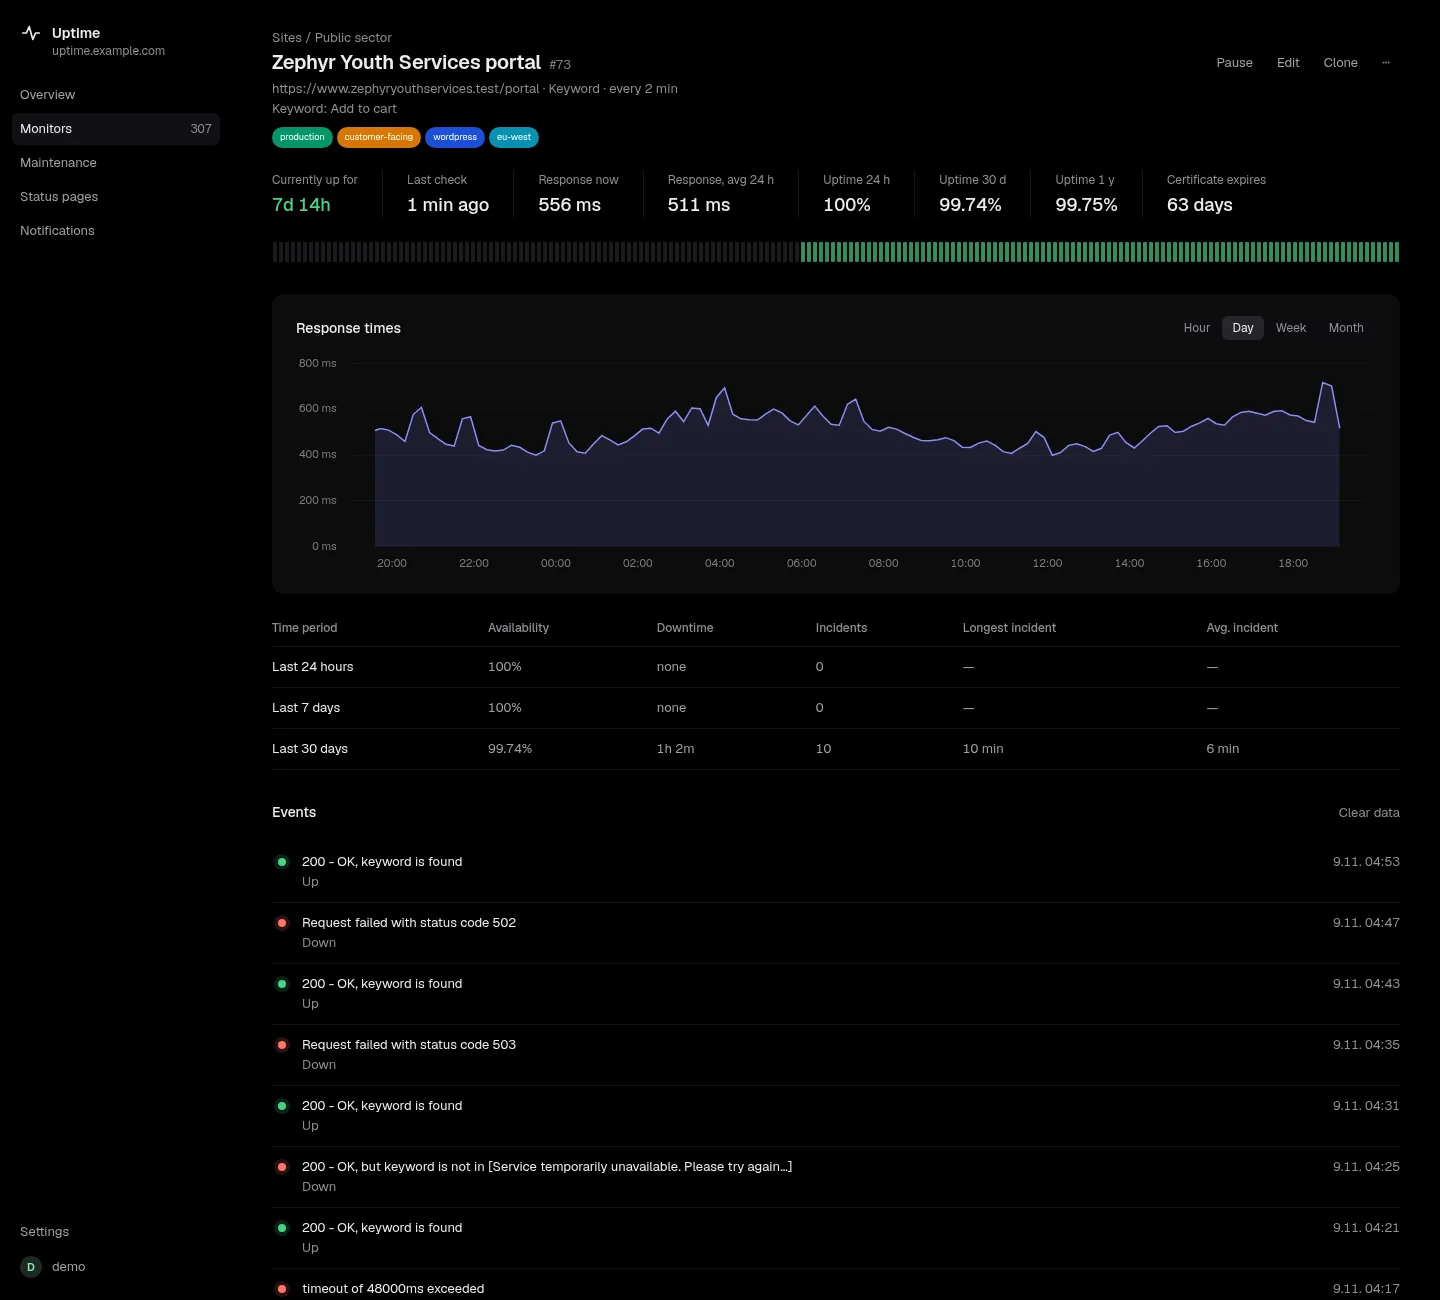 Uptime
uptime.example.com
Overview
Monitors 307
Maintenance
Status pages
Notifications
Settings
D demo
Sites / Public sector
Zephyr Youth Services portal #73
Pause Edit Clone ···
https://www.zephyryouthservices.test/portal · Keyword · every 2 min
Keyword: Add to cart
production customer-facing wordpress eu-west
Currently up for Last check Response now Response, avg 24 h Uptime 24 h Uptime 30 d Uptime 1 y Certificate expires
7d 14h 1 min ago 556 ms 511 ms 100% 99.74% 99.75% 63 days
Response times Hour Day Week Month
800 ms
600 ms
400 ms
200 ms
0 ms
20:00 22:00 00:00 02:00 04:00 06:00 08:00 10:00 12:00 14:00 16:00 18:00
Time period Availability Downtime Incidents Longest incident Avg. incident
Last 24 hours 100% none 0 — —
Last 7 days 100% none 0 — —
Last 30 days 99.74% 1h 2m 10 10 min 6 min
Events Clear data
200 - OK, keyword is found 9.11. 04:53
Up
Request failed with status code 502 9.11. 04:47
Down
200 - OK, keyword is found 9.11. 04:43
Up
Request failed with status code 503 9.11. 04:35
Down
200 - OK, keyword is found 9.11. 04:31
Up
200 - OK, but keyword is not in [Service temporarily unavailable. Please try again...] 9.11. 04:25
Down
200 - OK, keyword is found 9.11. 04:21
Up
timeout of 48000ms exceeded 9.11. 04:17